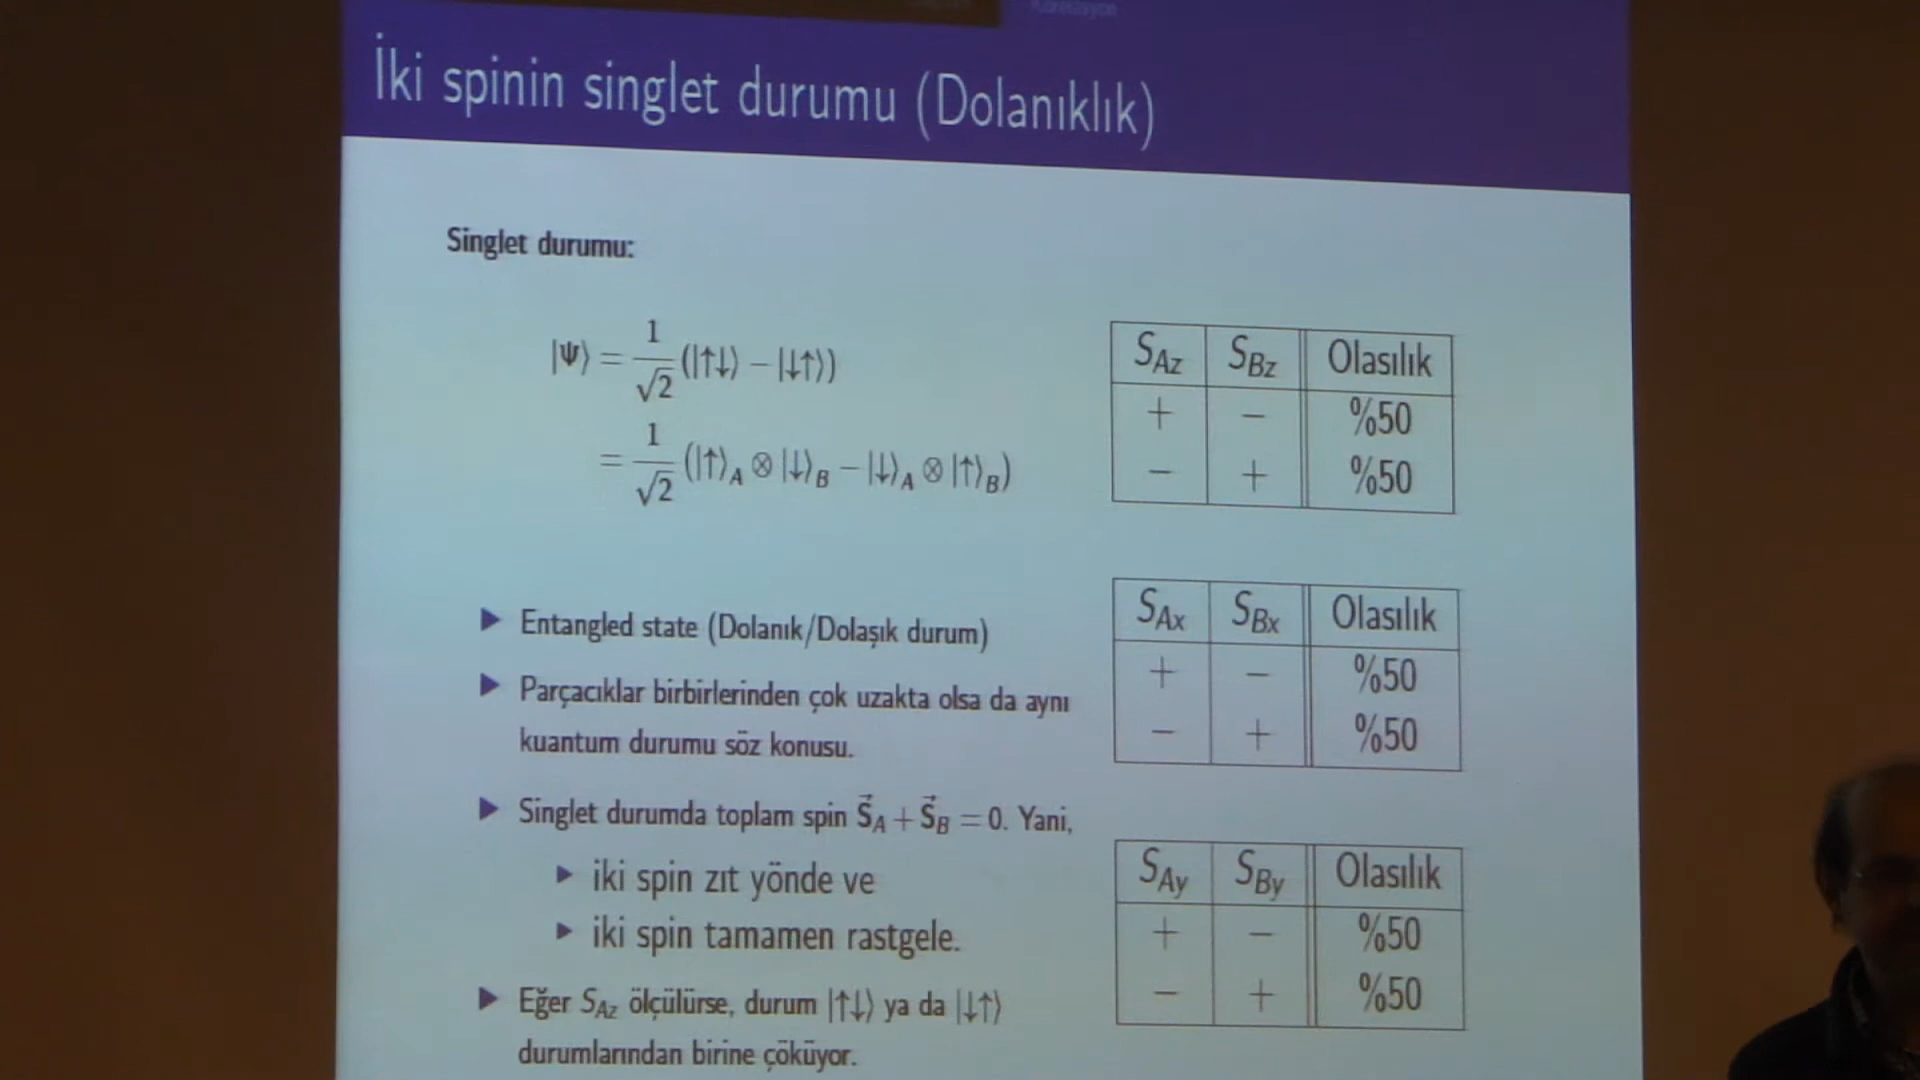 Korelasyon
İki spinin singlet durumu (Dolanıklık)
Singlet durumu:
|Ψ⟩ = 1/√2 (|↑↓⟩ − |↓↑⟩)
= 1/√2 (|↑⟩_A ⊗ |↓⟩_B − |↓⟩_A ⊗ |↑⟩_B)
▶ Entangled state (Dolanık/Dolaşık durum)
▶ Parçacıklar birbirlerinden çok uzakta olsa da aynı
kuantum durumu söz konusu.
▶ Singlet durumda toplam spin S⃗_A + S⃗_B = 0. Yani,
▶ iki spin zıt yönde ve
▶ iki spin tamamen rastgele.
▶ Eğer S_Az ölçülürse, durum |↑↓⟩ ya da |↓↑⟩
durumlarından birine çöküyor.
S_Az S_Bz Olasılık
+ − %50
− + %50
S_Ax S_Bx Olasılık
+ − %50
− + %50
S_Ay S_By Olasılık
+ − %50
− + %50